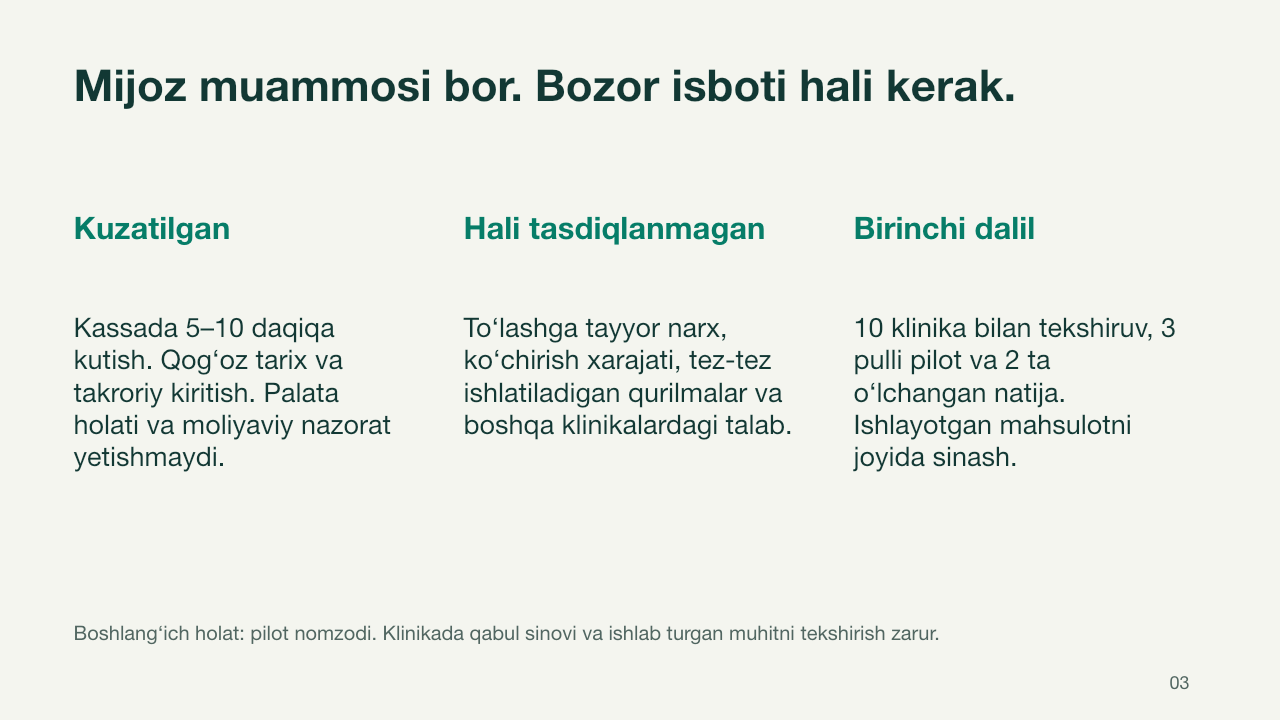 Mijoz muammosi bor. Bozor isboti hali kerak.
Kuzatilgan
Kassada 5–10 daqiqa
kutish. Qog‘oz tarix va
takroriy kiritish. Palata
holati va moliyaviy nazorat
yetishmaydi.
Hali tasdiqlanmagan
To‘lashga tayyor narx,
ko‘chirish xarajati, tez-tez
ishlatiladigan qurilmalar va
boshqa klinikalardagi talab.
Birinchi dalil
10 klinika bilan tekshiruv, 3
pulli pilot va 2 ta
o‘lchangan natija.
Ishlayotgan mahsulotni
joyida sinash.
Boshlang‘ich holat: pilot nomzodi. Klinikada qabul sinovi va ishlab turgan muhitni tekshirish zarur.
03